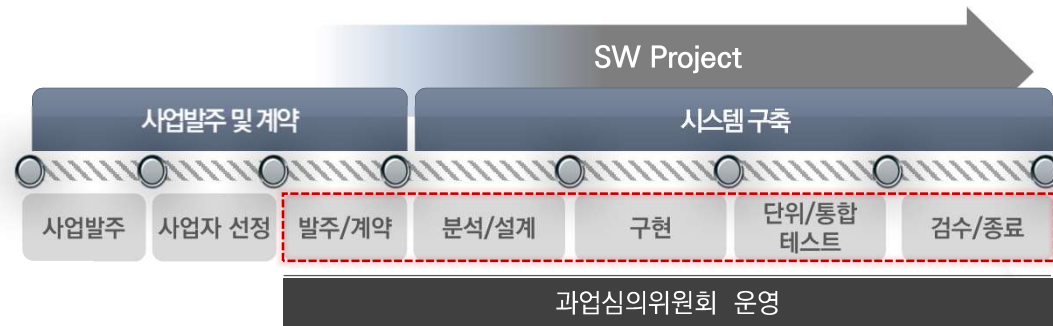 SW Project
사업발주 및 계약
시스템 구축
사업발주
사업자 선정
발주/계약
분석/설계
구현
단위/통합
테스트
검수/종료
과업심의위원회 운영